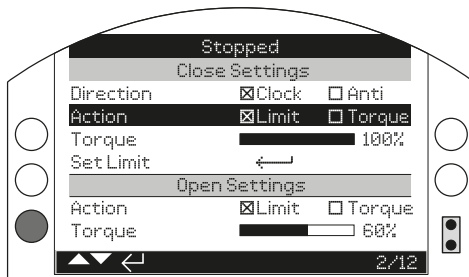 Stopped
Close Settings
Direction ☒Clock ☐Anti
Action ☒Limit ☐Torque
Torque 100%
Set Limit
Open Settings
Action ☒Limit ☐Torque
Torque 60%
2/12